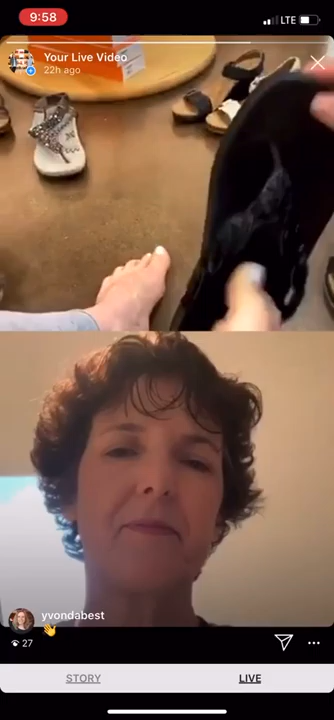 9:58
LTE
Your Live Video
22h ago
yvondabest
👋
27
STORY
LIVE